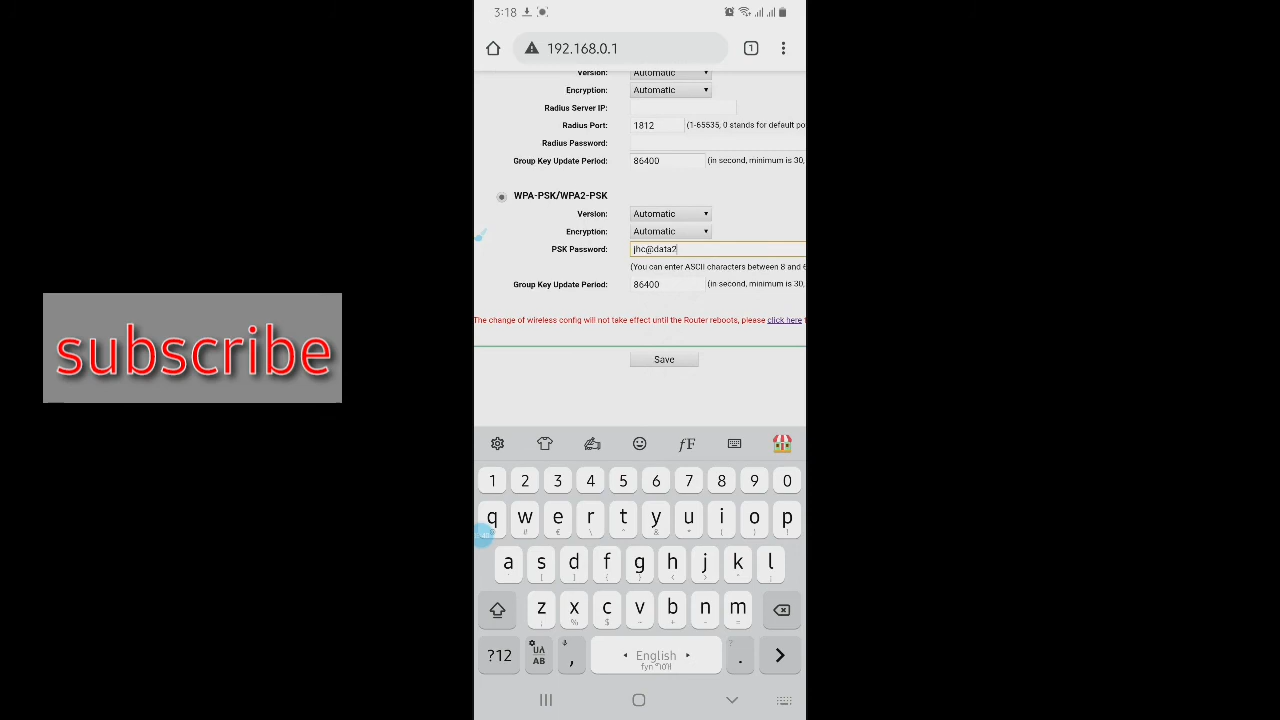 3:18
192.168.0.1
1
Version: Automatic
Encryption: Automatic
Radius Server IP:
Radius Port: 1812 (1-65535, 0 stands for default po
Radius Password:
Group Key Update Period: 86400 (in second, minimum is 30,
WPA-PSK/WPA2-PSK
Version: Automatic
Encryption: Automatic
PSK Password: jhc@data2
(You can enter ASCII characters between 8 and 6
Group Key Update Period: 86400 (in second, minimum is 30,
The change of wireless config will not take effect until the Router reboots, please click here
Save
subscribe
fF
1 2 3 4 5 6 7 8 9 0
q w e r t y u i o p
a s d f g h j k l
z x c v b n m
?12 , English .
AB